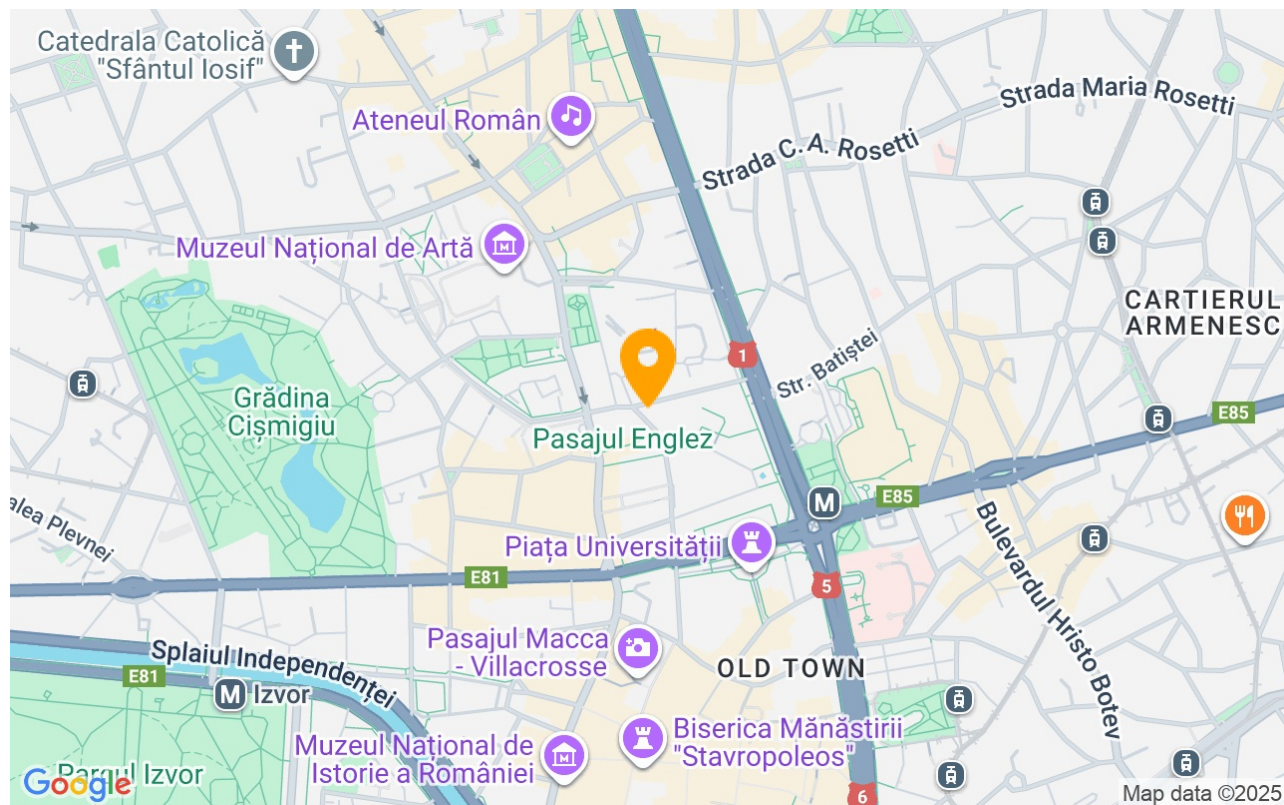 Catedrala Catolică
"Sfântul Iosif"
Ateneul Român
Strada Maria Rosetti
Strada C. A. Rosetti
Muzeul Național de Artă
CARTIERUL
ARMENESC
1
Str. Batiștei
Grădina
Cișmigiu
E85
Pasajul Englez
E85
M
alea Plevnei
Bulevardul Hristo Botev
Piața Universității
E81
5
Pasajul Macca
- Villacrosse
Splaiul Independenței
OLD TOWN
E81
M Izvor
Biserica Mănăstirii
"Stavropoleos"
Muzeul Național de
Istorie a României
Parcul Izvor
Google
6
Map data ©2025